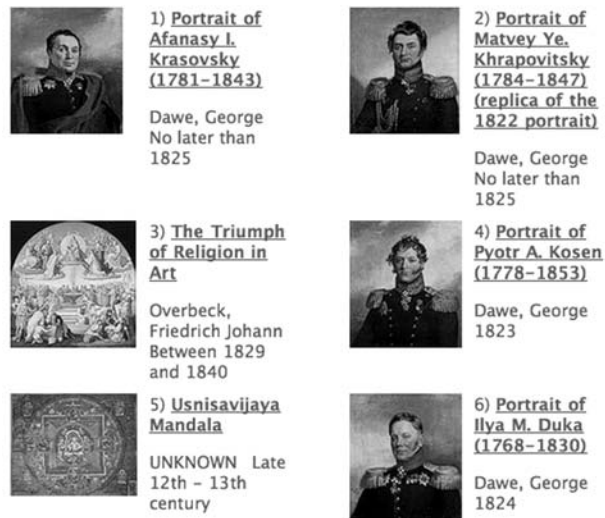 1) Portrait of
Afanasy I.
Krasovsky
(1781-1843)
Dawe, George
No later than
1825
2) Portrait of
Matvey Ye.
Khrapovitsky
(1784-1847)
(replica of the
1822 portrait)
Dawe, George
No later than
1825
3) The Triumph
of Religion in
Art
Overbeck,
Friedrich Johann
Between 1829
and 1840
4) Portrait of
Pyotr A. Kosen
(1778-1853)
Dawe, George
1823
5) Usnisavijaya
Mandala
UNKNOWN Late
12th - 13th
century
6) Portrait of
Ilya M. Duka
(1768-1830)
Dawe, George
1824